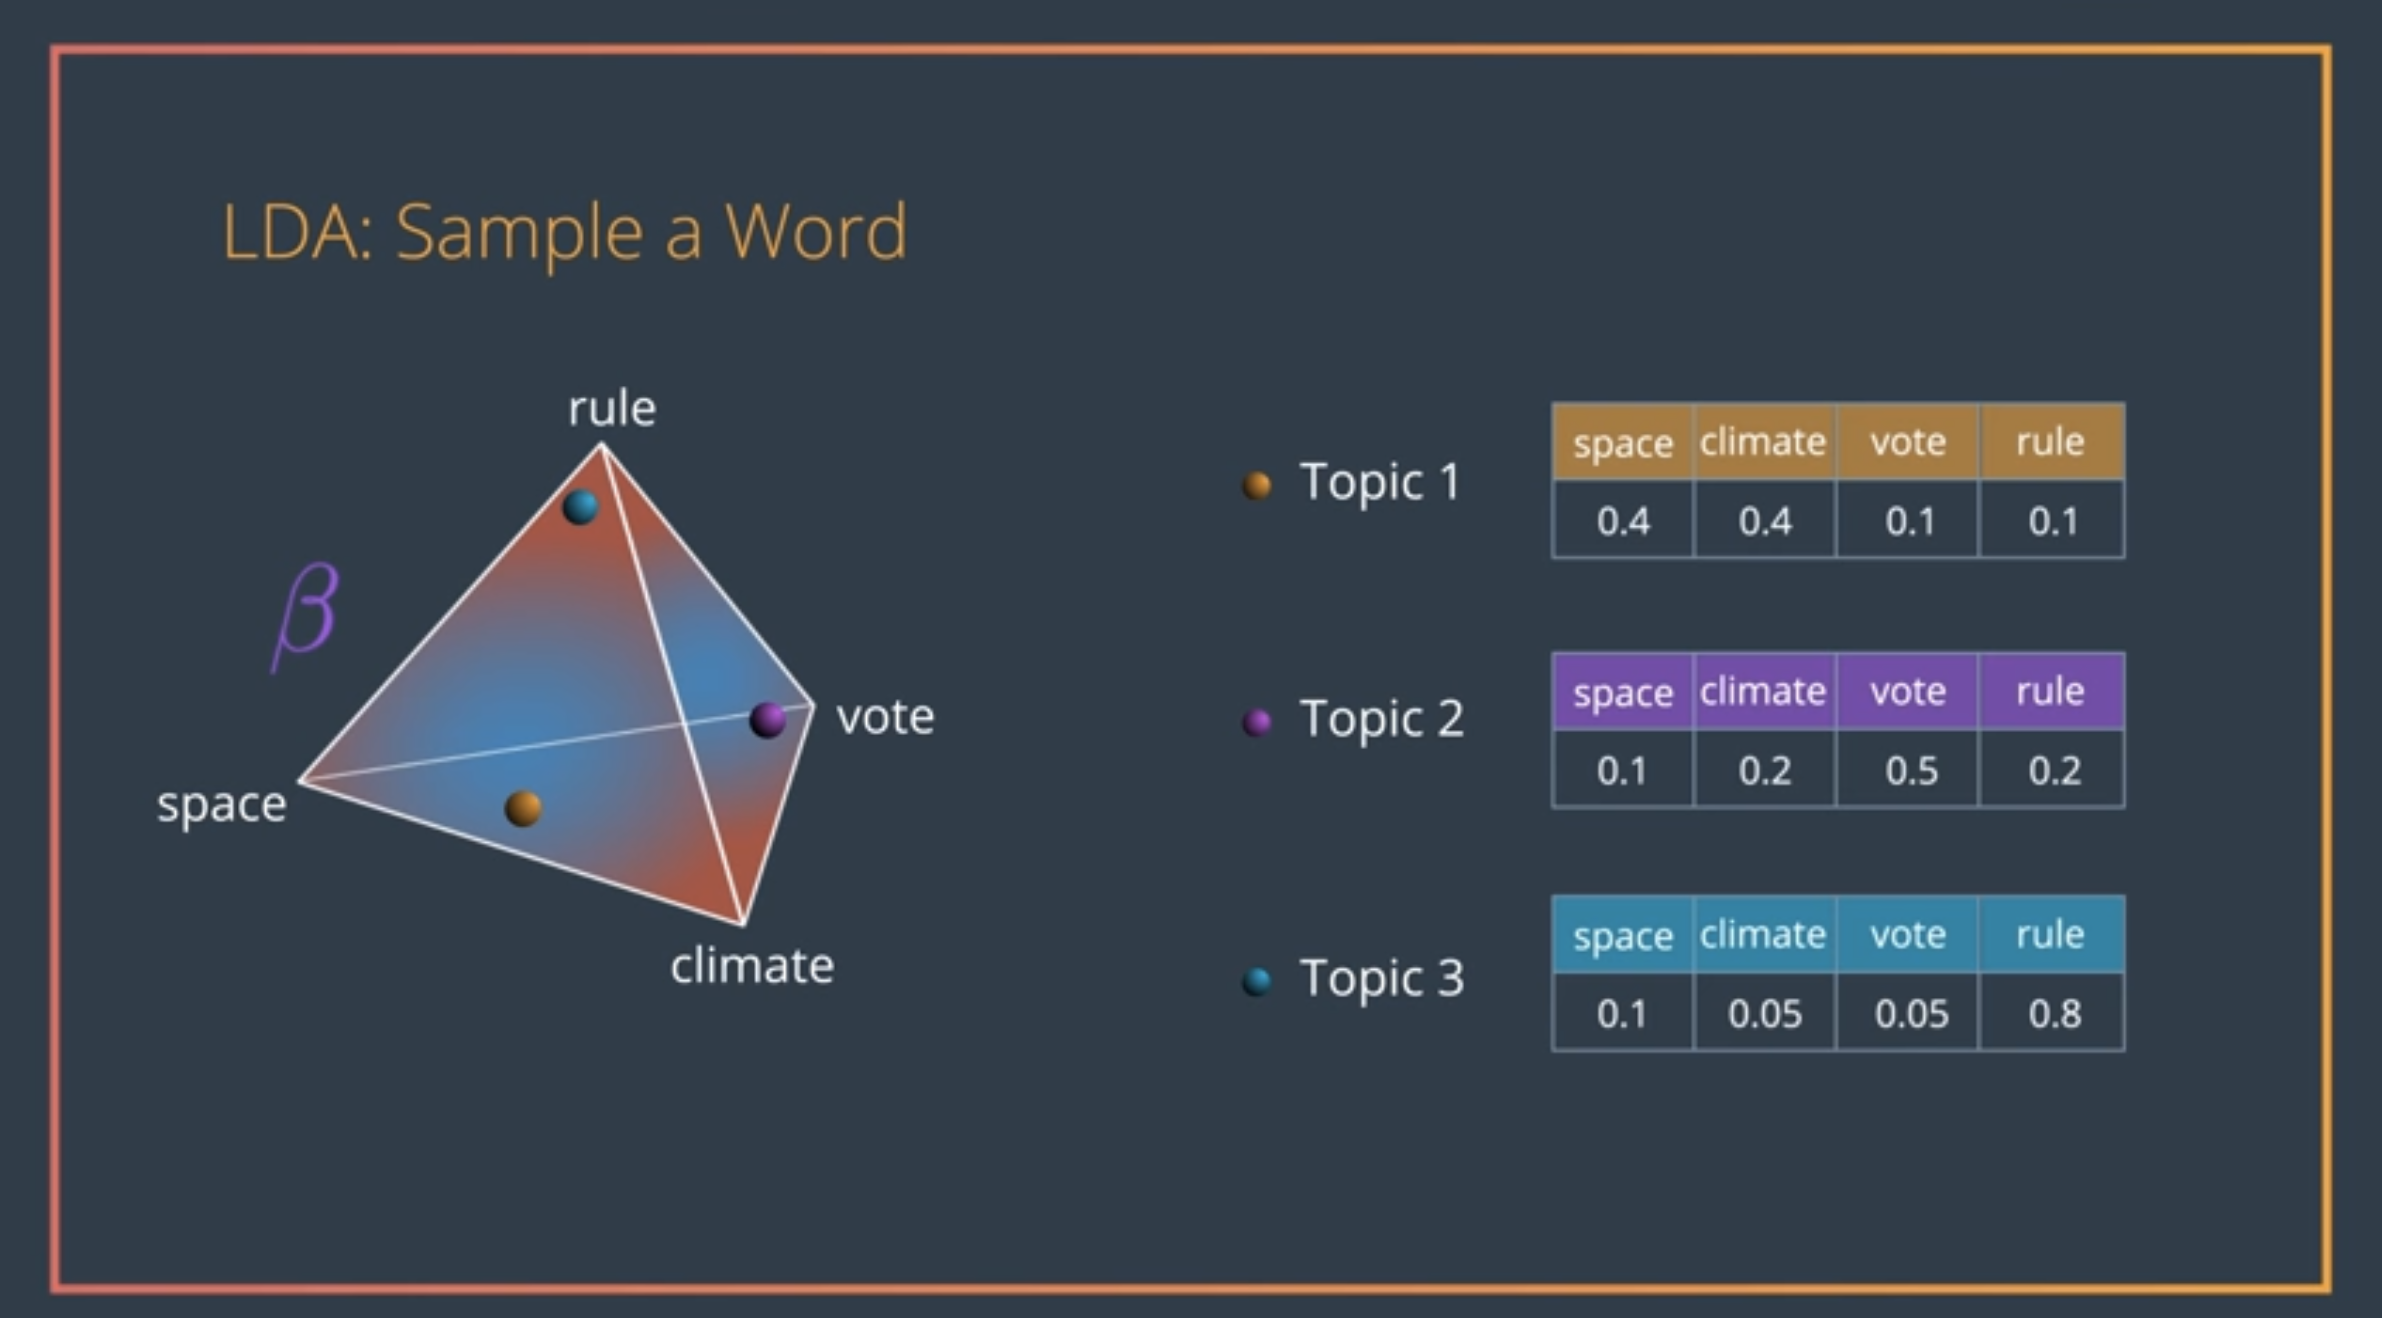 LDA: Sample a Word
rule
β
vote
space
climate
Topic 1
space climate vote rule
0.4 0.4 0.1 0.1
Topic 2
space climate vote rule
0.1 0.2 0.5 0.2
Topic 3
space climate vote rule
0.1 0.05 0.05 0.8